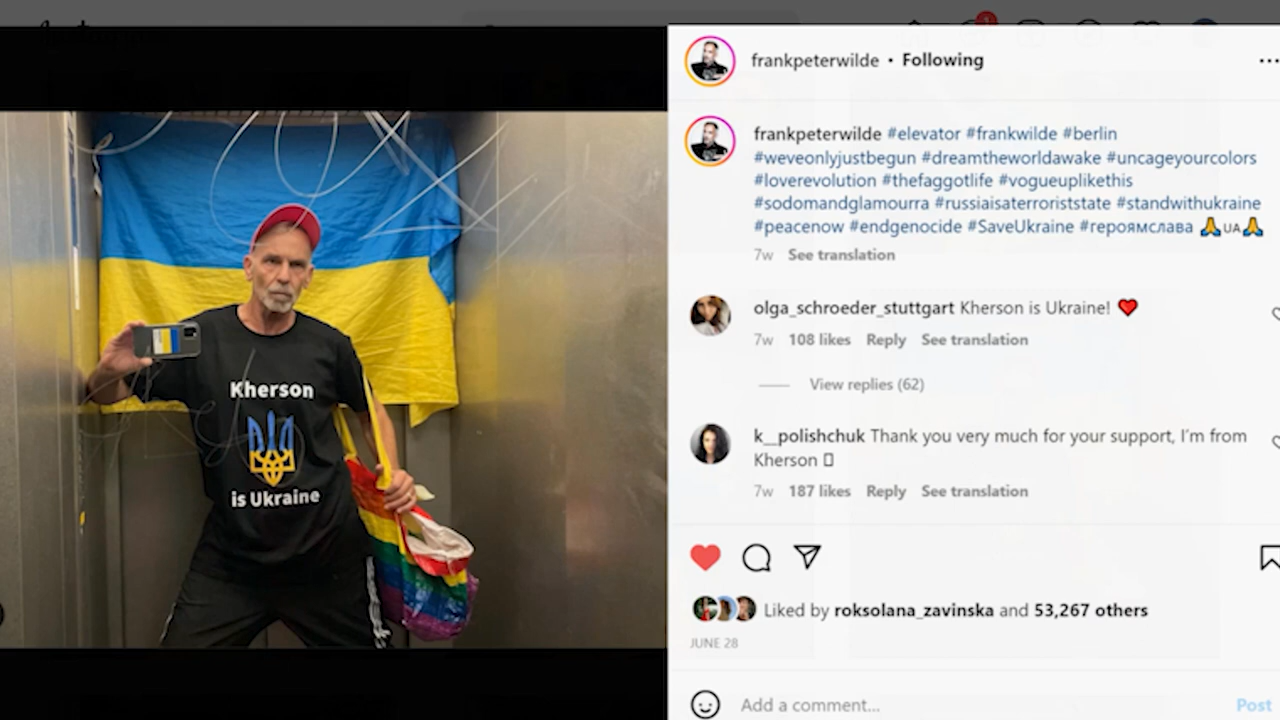 frankpeterwilde • Following
frankpeterwilde #elevator #frankwilde #berlin
#weveonlyjustbegun #dreamtheworldawake #uncageyourcolors
#loverevolution #thefaggotlife #vogueuplikethis
#sodomandglamourra #russiaisaterroriststate #standwithukraine
#peacenow #endgenocide #SaveUkraine #героямслава 🙏UA🙏
7w See translation
olga_schroeder_stuttgart Kherson is Ukraine! ❤️
7w 108 likes Reply See translation
View replies (62)
k__polishchuk Thank you very much for your support, I'm from
Kherson
7w 187 likes Reply See translation
Liked by roksolana_zavinska and 53,267 others
JUNE 28
Add a comment... Post
Kherson
is Ukraine